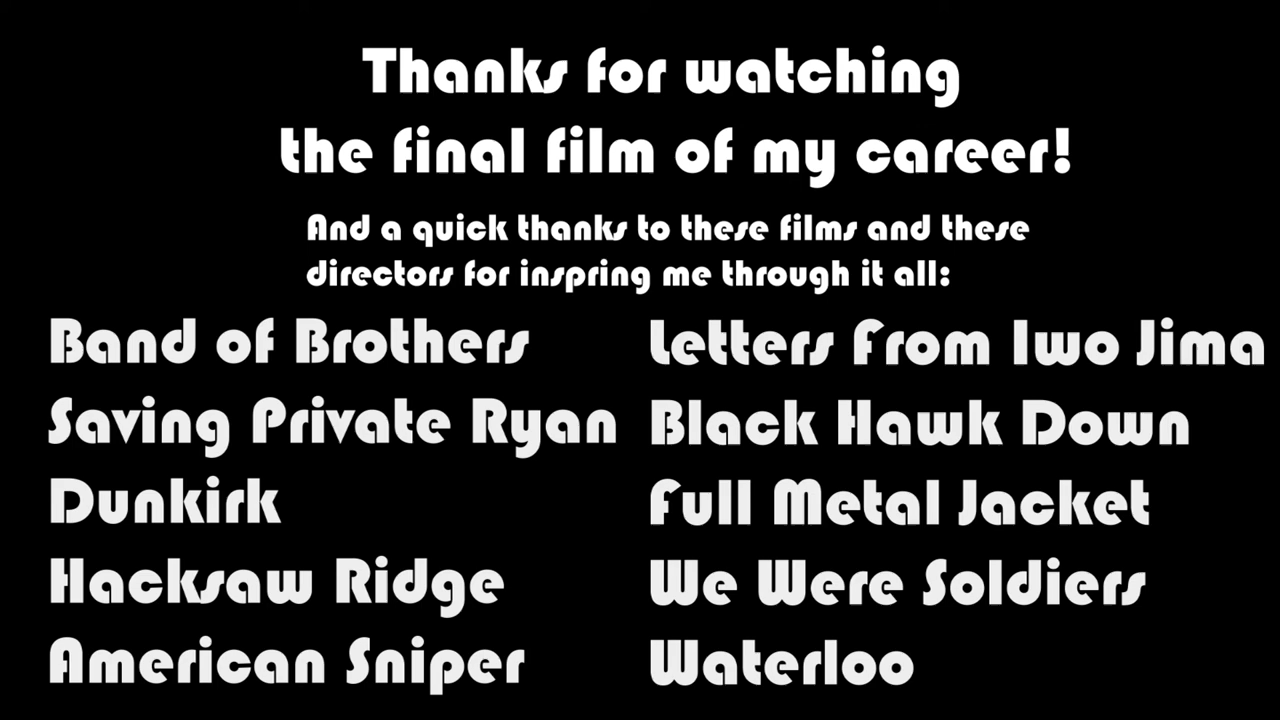 Thanks for watching
the final film of my career!
And a quick thanks to these films and these
directors for inspring me through it all:
Band of Brothers
Saving Private Ryan
Dunkirk
Hacksaw Ridge
American Sniper
Letters From Iwo Jima
Black Hawk Down
Full Metal Jacket
We Were Soldiers
Waterloo